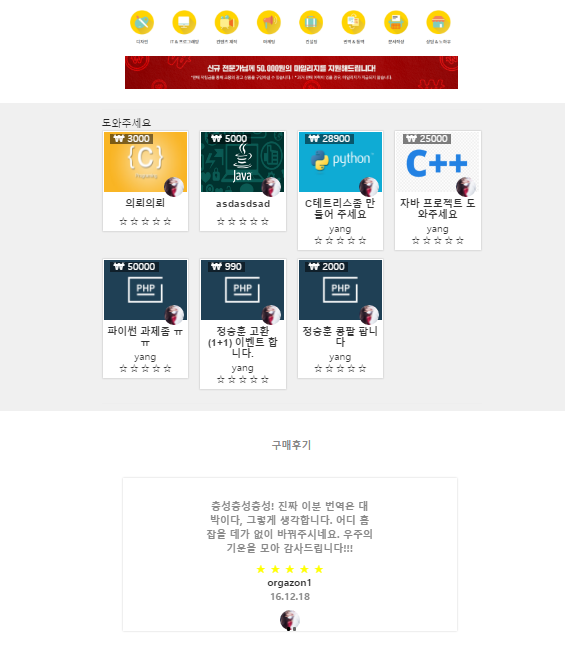 디자인 IT & 프로그래밍 컨텐츠 제작 마케팅 컨설팅 번역 & 통역 문서작성 창업 & 노하우
신규 전문가님께 50,000원의 마일리지를 지원해드립니다!
도와주세요
₩ 3000 ₩ 5000 ₩ 28900 ₩ 25000
{C}
Programing
Java
python
C++
의뢰의뢰
asdasdsad
C테트리스좀 만
들어 주세요
yang
자바 프로젝트 도
와주세요
yang
☆☆☆☆☆ ☆☆☆☆☆ ☆☆☆☆☆ ☆☆☆☆☆
₩ 50000 ₩ 990 ₩ 2000
PHP PHP PHP
파이썬 과제좀 ㅠ
ㅠ
yang
☆☆☆☆☆
정승훈 고환
(1+1) 이벤트 합
니다.
yang
☆☆☆☆☆
정승훈 콩팥 팝니
다
yang
☆☆☆☆☆
구매후기
충성충성충성! 진짜 이분 번역은 대
박이다, 그렇게 생각합니다. 어디 흠
잡을 데가 없이 바꿔주시네요. 우주의
기운을 모아 감사드립니다!!!
★★★★★
orgazon1
16.12.18